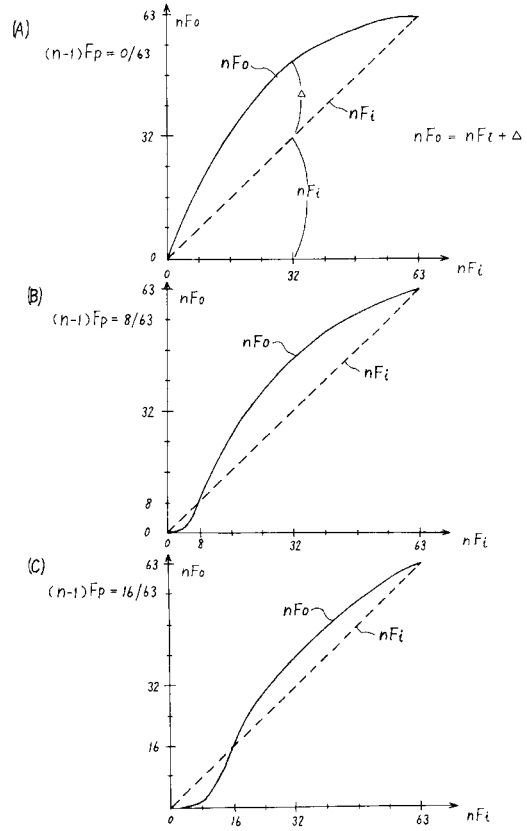 (A)
nFo
63
(n-1)Fp = 0/63
nFo
Δ
nFi
32
nFo = nFi + Δ
nFi
0
0
32
63
nFi
(B)
nFo
63
(n-1)Fp = 8/63
nFo
nFi
32
8
0
0
8
32
63
nFi
(C)
nFo
63
(n-1)Fp = 16/63
nFo
nFi
32
16
0
16
32
63
nFi